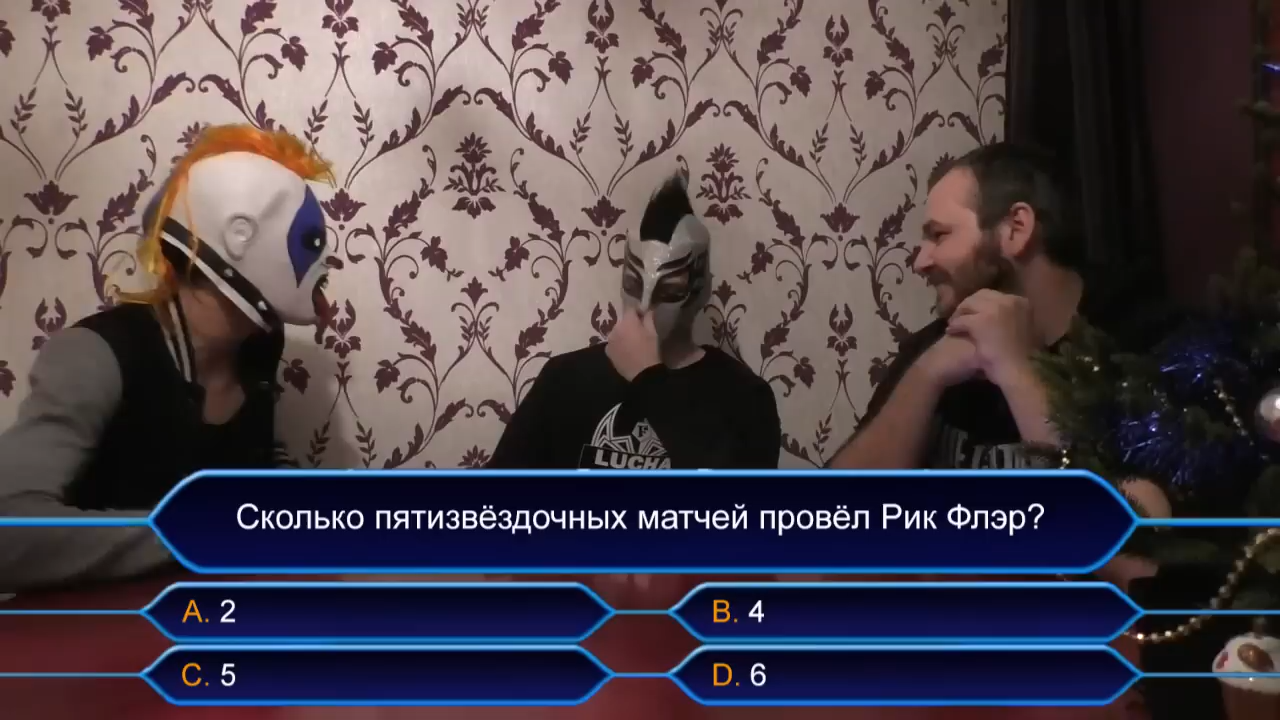 LUCHA
Сколько пятизвёздочных матчей провёл Рик Флэр?
A. 2
B. 4
C. 5
D. 6